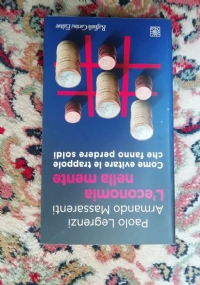 Paolo Legrenzi
Armando Massarenti
L'economia
nella mente
Come evitare le trappole
che fanno perdere soldi
Raffaello Cortina Editore